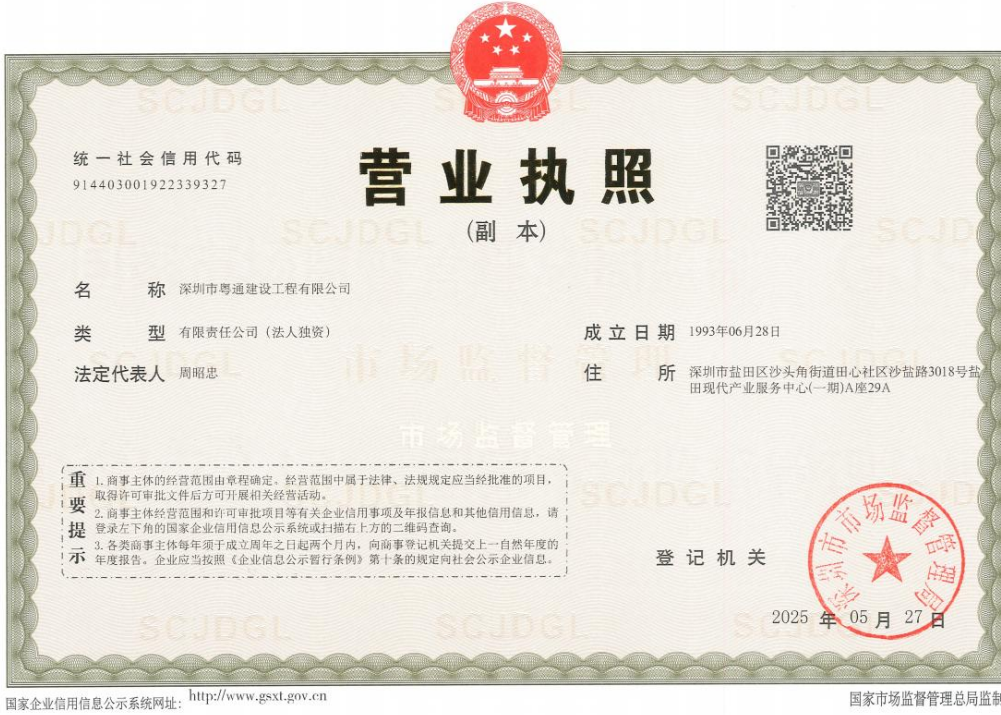 统一社会信用代码
914403001922339327
营业执照
(副 本)
名 称 深圳市粤通建设工程有限公司
类 型 有限责任公司（法人独资）
法定代表人 周昭忠
成立日期 1993年06月28日
住 所 深圳市盐田区沙头角街道田心社区沙盐路3018号盐
田现代产业服务中心(一期)A座29A
市场监督管理
市场监督管理
重要提示
1. 商事主体的经营范围由章程确定。经营范围中属于法律、法规规定应当经批准的项目，
取得许可审批文件后方可开展相关经营活动。
2. 商事主体经营范围和许可审批项目等有关企业信用事项及年报信息和其他信用信息，请
登录左下角的国家企业信用信息公示系统或扫描右上方的二维码查询。
3. 各类商事主体每年须于成立周年之日起两个月内，向商事登记机关提交上一自然年度的
年度报告。企业应当按照《企业信息公示暂行条例》第十条的规定向社会公示企业信息。
登记机关
深圳市市场监督管理局
2025 年 05 月 27 日
SCJDGL
国家企业信用信息公示系统网址： http://www.gsxt.gov.cn
国家市场监督管理总局监制